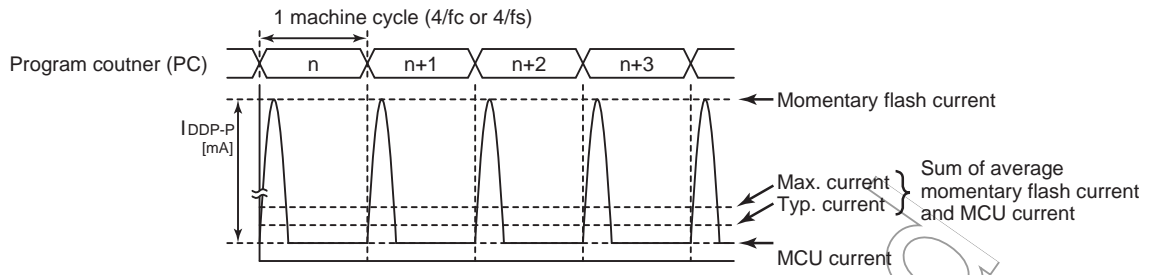 1 machine cycle (4/fc or 4/fs)
Program coutner (PC)
n
n+1
n+2
n+3
Momentary flash current
IDDP-P
[mA]
Max. current
Typ. current
Sum of average
momentary flash current
and MCU current
MCU current